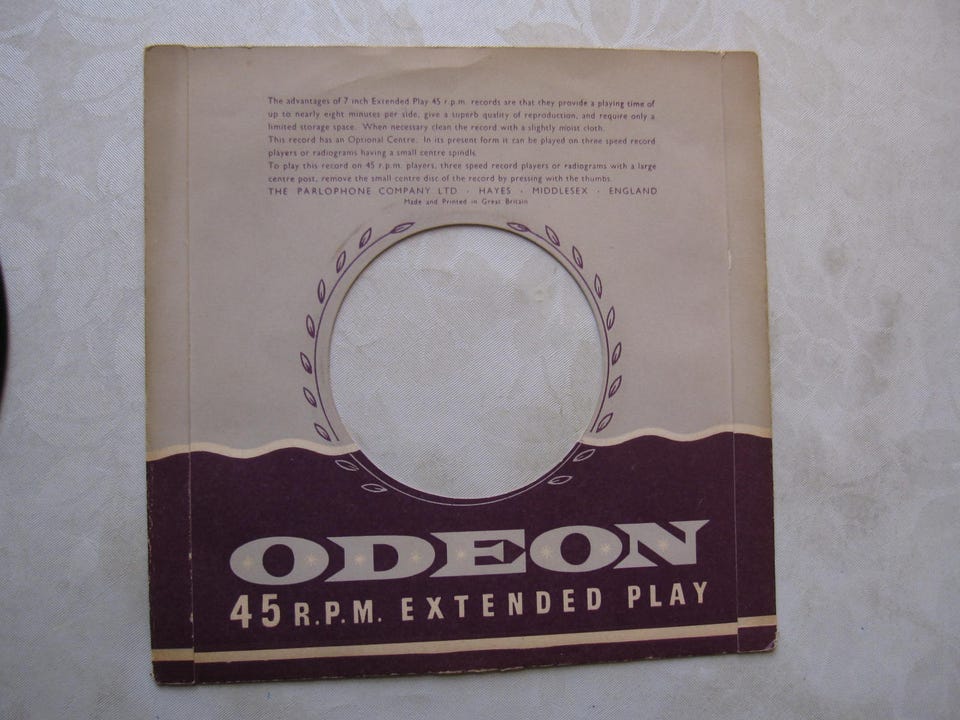 The advantages of 7 inch Extended Play 45 r.p.m. records are that they provide a playing time of
up to nearly eight minutes per side, give a superb quality of reproduction, and require only a
limited storage space. When necessary clean the record with a slightly moist cloth.
This record has an Optional Centre. In its present form it can be played on three speed record
players or radiograms having a small centre spindle.
To play this record on 45 r.p.m. players, three speed record players or radiograms with a large
centre post, remove the small centre disc of the record by pressing with the thumbs.
THE PARLOPHONE COMPANY LTD · HAYES · MIDDLESEX · ENGLAND
Made and Printed in Great Britain
ODEON
45 R.P.M. EXTENDED PLAY